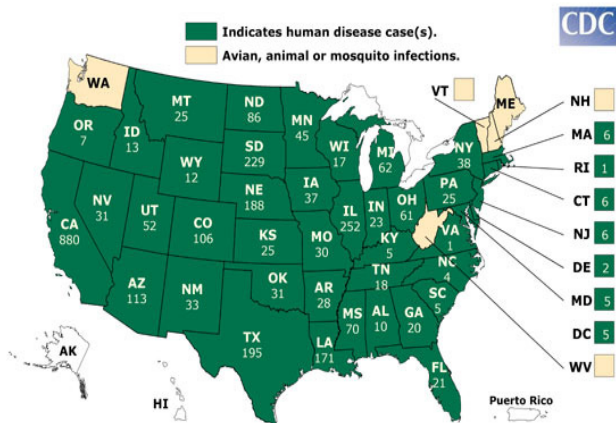 Indicates human disease case(s).
Avian, animal or mosquito infections.
CDC
WA
OR
7
ID
13
MT
25
ND
86
MN
45
WI
17
MI
62
VT
ME
NH
MA 6
RI 1
CT 6
NJ 6
DE 2
MD 5
DC 5
WV
NY
38
PA
25
SD
229
WY
12
NE
188
IA
37
IL
252
IN
23
OH
61
NV
31
UT
52
CO
106
KS
25
MO
30
KY
5
VA
1
CA
880
AZ
113
NM
33
OK
31
AR
28
TN
18
NC
4
SC
5
TX
195
LA
171
MS
70
AL
10
GA
20
FL
21
AK
HI
Puerto Rico